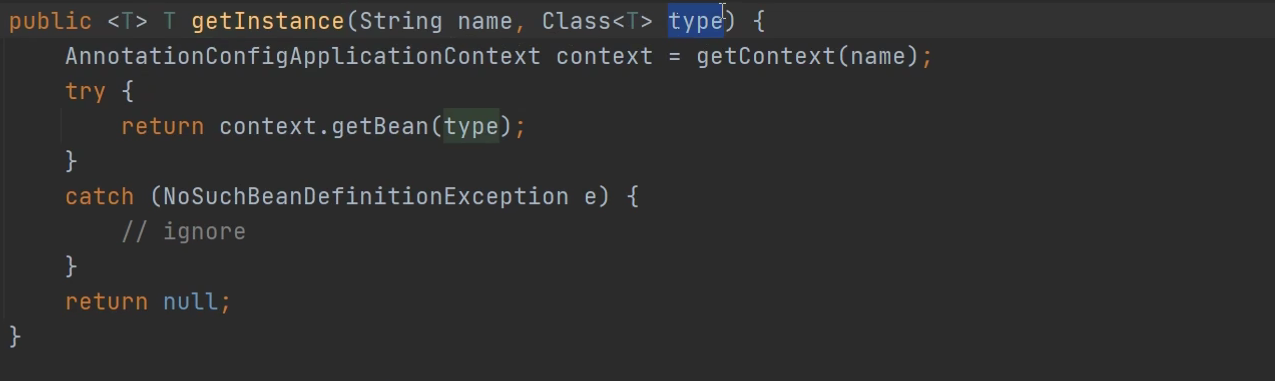 public <T> T getInstance(String name, Class<T> type) {
    AnnotationConfigApplicationContext context = getContext(name);
    try {
        return context.getBean(type);
    }
    catch (NoSuchBeanDefinitionException e) {
        // ignore
    }
    return null;
}